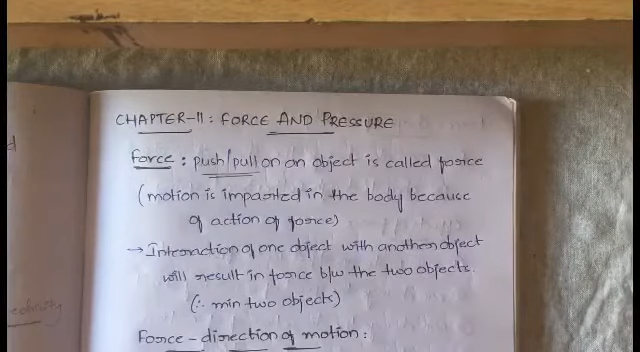 CHAPTER-11: FORCE AND PRESSURE
Force: push/pull on an object is called force
(motion is imparted in the body because
of action of force)
→ Interaction of one object with another object
will result in force b/w the two objects.
(∴ min two objects)
Force - direction of motion: